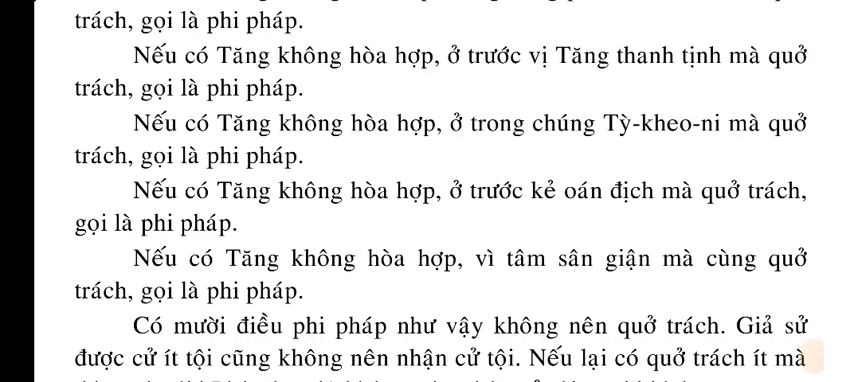 trách, gọi là phi pháp.
Nếu có Tăng không hòa hợp, ở trước vị Tăng thanh tịnh mà quở
trách, gọi là phi pháp.
Nếu có Tăng không hòa hợp, ở trong chúng Tỳ-kheo-ni mà quở
trách, gọi là phi pháp.
Nếu có Tăng không hòa hợp, ở trước kẻ oán địch mà quở trách,
gọi là phi pháp.
Nếu có Tăng không hòa hợp, vì tâm sân giận mà cùng quở
trách, gọi là phi pháp.
Có mười điều phi pháp như vậy không nên quở trách. Giả sử
được cử ít tội cũng không nên nhận cử tội. Nếu lại có quở trách ít mà